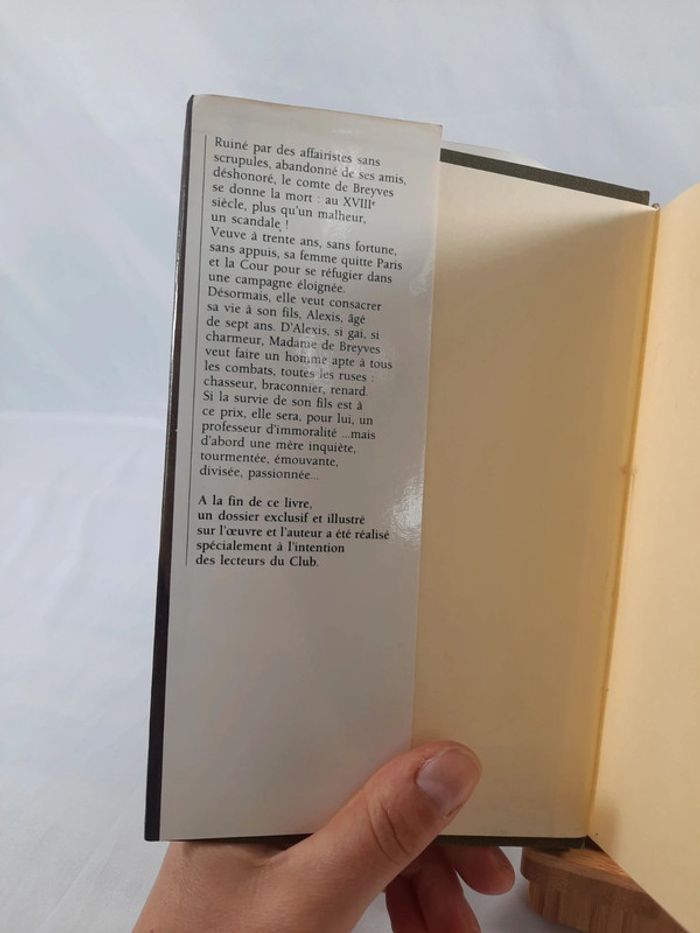 Ruiné par des affairistes sans
scrupules, abandonné de ses amis,
déshonoré, le comte de Breyves
se donne la mort : au XVIIIe
siècle, plus qu'un malheur,
un scandale !
Veuve à trente ans, sans fortune,
sans appuis, sa femme quitte Paris
et la Cour pour se réfugier dans
une campagne éloignée.
Désormais, elle veut consacrer
sa vie à son fils, Alexis, âgé
de sept ans. D'Alexis, si gai, si
charmeur, Madame de Breyves
veut faire un homme apte à tous
les combats, toutes les ruses :
chasseur, braconnier, renard.
Si la survie de son fils est à
ce prix, elle sera, pour lui, un
professeur d'immoralité ...mais
d'abord une mère inquiète,
tourmentée, émouvante,
divisée, passionnée...
A la fin de ce livre,
un dossier exclusif et illustré
sur l'œuvre et l'auteur a été réalisé
spécialement à l'intention
des lecteurs du Club.